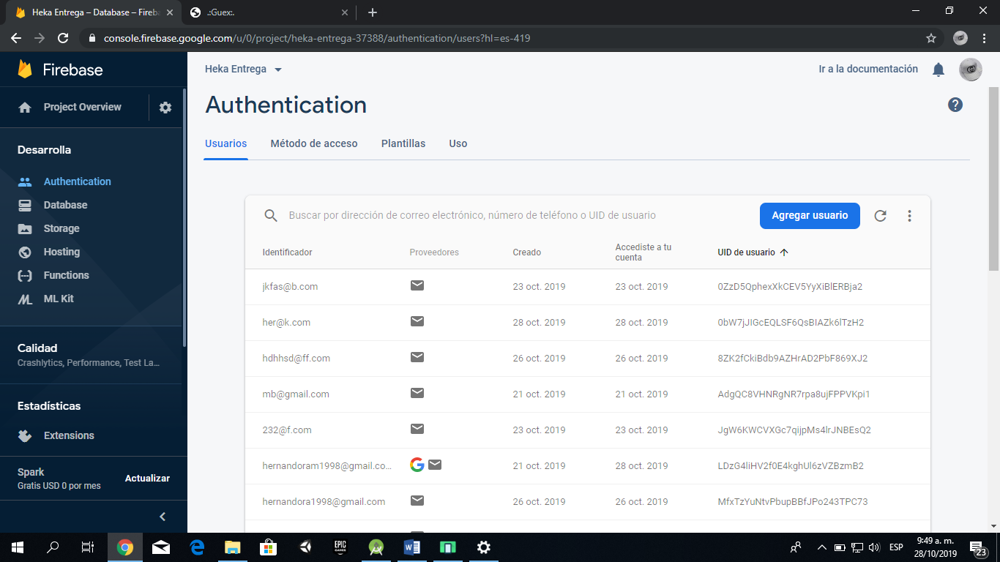 Heka Entrega – Database – Fireb
.:Guex:.
console.firebase.google.com/u/0/project/heka-entrega-37388/authentication/users?hl=es-419
Firebase
Heka Entrega
Ir a la documentación
Project Overview
Authentication
Desarrolla
Usuarios
Método de acceso
Plantillas
Uso
Authentication
Database
Storage
Hosting
Functions
ML Kit
Calidad
Crashlytics, Performance, Test La...
Estadísticas
Extensions
Spark
Gratis USD 0 por mes
Actualizar
Buscar por dirección de correo electrónico, número de teléfono o UID de usuario
Agregar usuario
Identificador Proveedores Creado Accediste a tu cuenta UID de usuario
jkfas@b.com 23 oct. 2019 23 oct. 2019 0ZzD5QphexXkCEV5YyXiBlERBja2
her@k.com 28 oct. 2019 28 oct. 2019 0bW7jJIGcEQLSF6QsBIAZk6lTzH2
hdhhsd@ff.com 26 oct. 2019 26 oct. 2019 8ZK2fCkiBdb9AZHrAD2PbF869XJ2
mb@gmail.com 21 oct. 2019 21 oct. 2019 AdgQC8VHNRgNR7rpa8ujFPPVKpi1
232@f.com 23 oct. 2019 23 oct. 2019 JgW6KWCVXGc7qijpMs4lrJNBEsQ2
hernandoram1998@gmail.co... 21 oct. 2019 28 oct. 2019 LDzG4liHV2f0E4kghUl6zVZBzmB2
hernandora1998@gmail.com 26 oct. 2019 26 oct. 2019 MfxTzYuNtvPbupBBfJPo243TPC73
EPIC GAMES
ESP
9:49 a. m.
28/10/2019
23